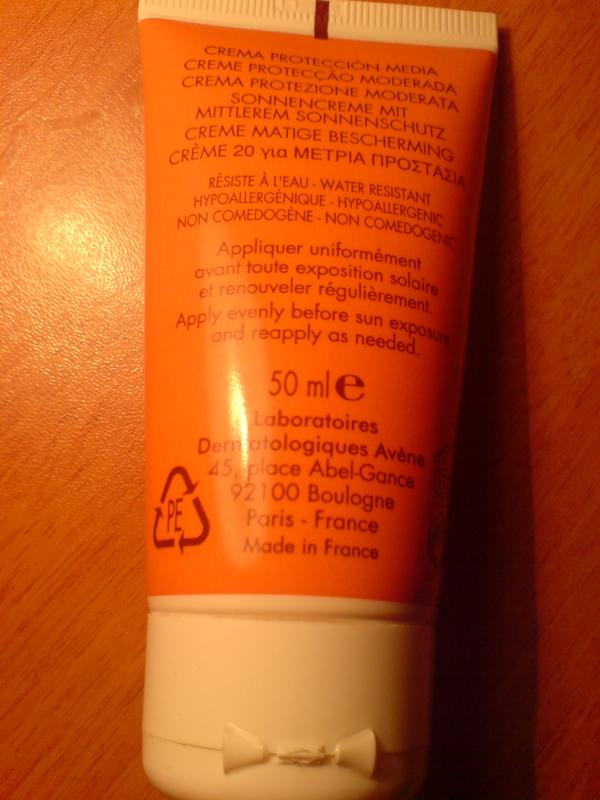 CREMA PROTECCIÓN MEDIA
CREME PROTECÇÃO MODERADA
CREMA PROTEZIONE MODERATA
SONNENCREME MIT
MITTLEREM SONNENSCHUTZ
CREME MATIGE BESCHERMING
CRÈME 20 για ΜΕΤΡΙΑ ΠΡΟΣΤΑΣΙΑ
RÉSISTE À L'EAU - WATER RESISTANT
HYPOALLERGÉNIQUE - HYPOALLERGENIC
NON COMEDOGÈNE - NON COMEDOGENIC
Appliquer uniformément
avant toute exposition solaire
et renouveler régulièrement.
Apply evenly before sun exposure
and reapply as needed.
50 ml e
Laboratoires
Dermatologiques Avène
45, place Abel-Gance
92100 Boulogne
Paris - France
Made in France
PE